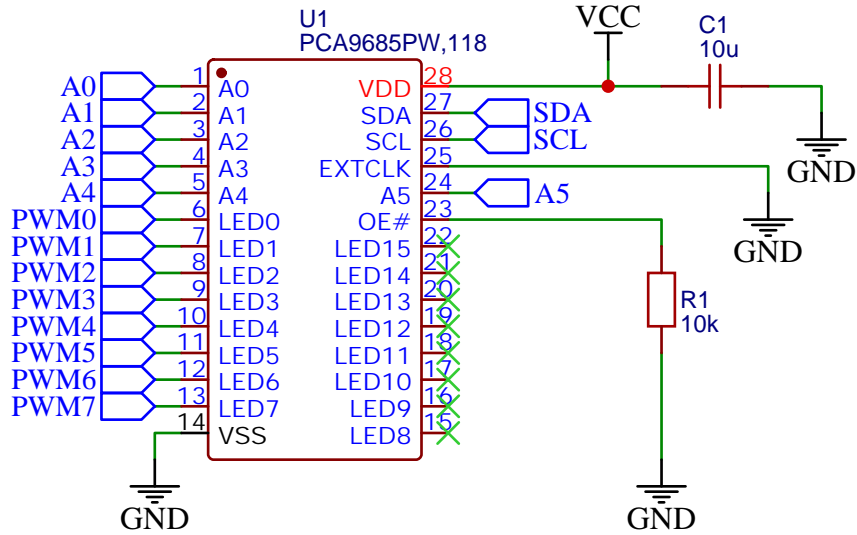 U1
PCA9685PW,118
VCC
C1
10u
A0 1 A0 VDD 28
A1 2 A1 SDA 27 SDA
A2 3 A2 SCL 26 SCL
A3 4 A3 EXTCLK 25
A4 5 A4 A5 24 A5
PWM0 6 LED0 OE# 23
PWM1 7 LED1 LED15 22
PWM2 8 LED2 LED14 21
PWM3 9 LED3 LED13 20
PWM4 10 LED4 LED12 19
PWM5 11 LED5 LED11 18
PWM6 12 LED6 LED10 17
PWM7 13 LED7 LED9 16
14 VSS LED8 15
GND
GND
R1
10k
GND
GND